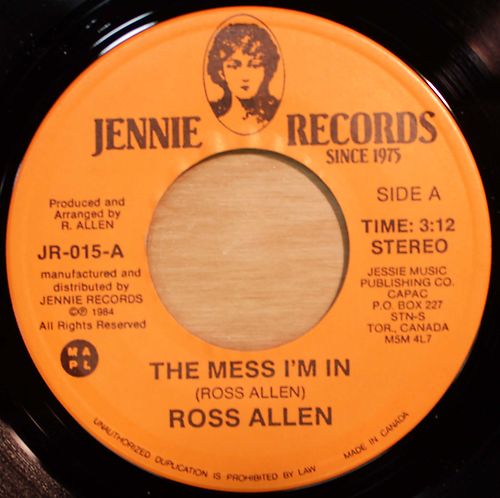 JENNIE RECORDS
SINCE 1975
Produced and
Arranged by
R. ALLEN
JR-015-A
manufactured and
distributed by
JENNIE RECORDS
©℗ 1984
All Rights Reserved
M A
P L
SIDE A
TIME: 3:12
STEREO
JESSIE MUSIC
PUBLISHING CO.
CAPAC
P.O. BOX 227
STN-S
TOR., CANADA
M5M 4L7
THE MESS I'M IN
(ROSS ALLEN)
ROSS ALLEN
UNAUTHORIZED DUPLICATION IS PROHIBITED BY LAW
MADE IN CANADA